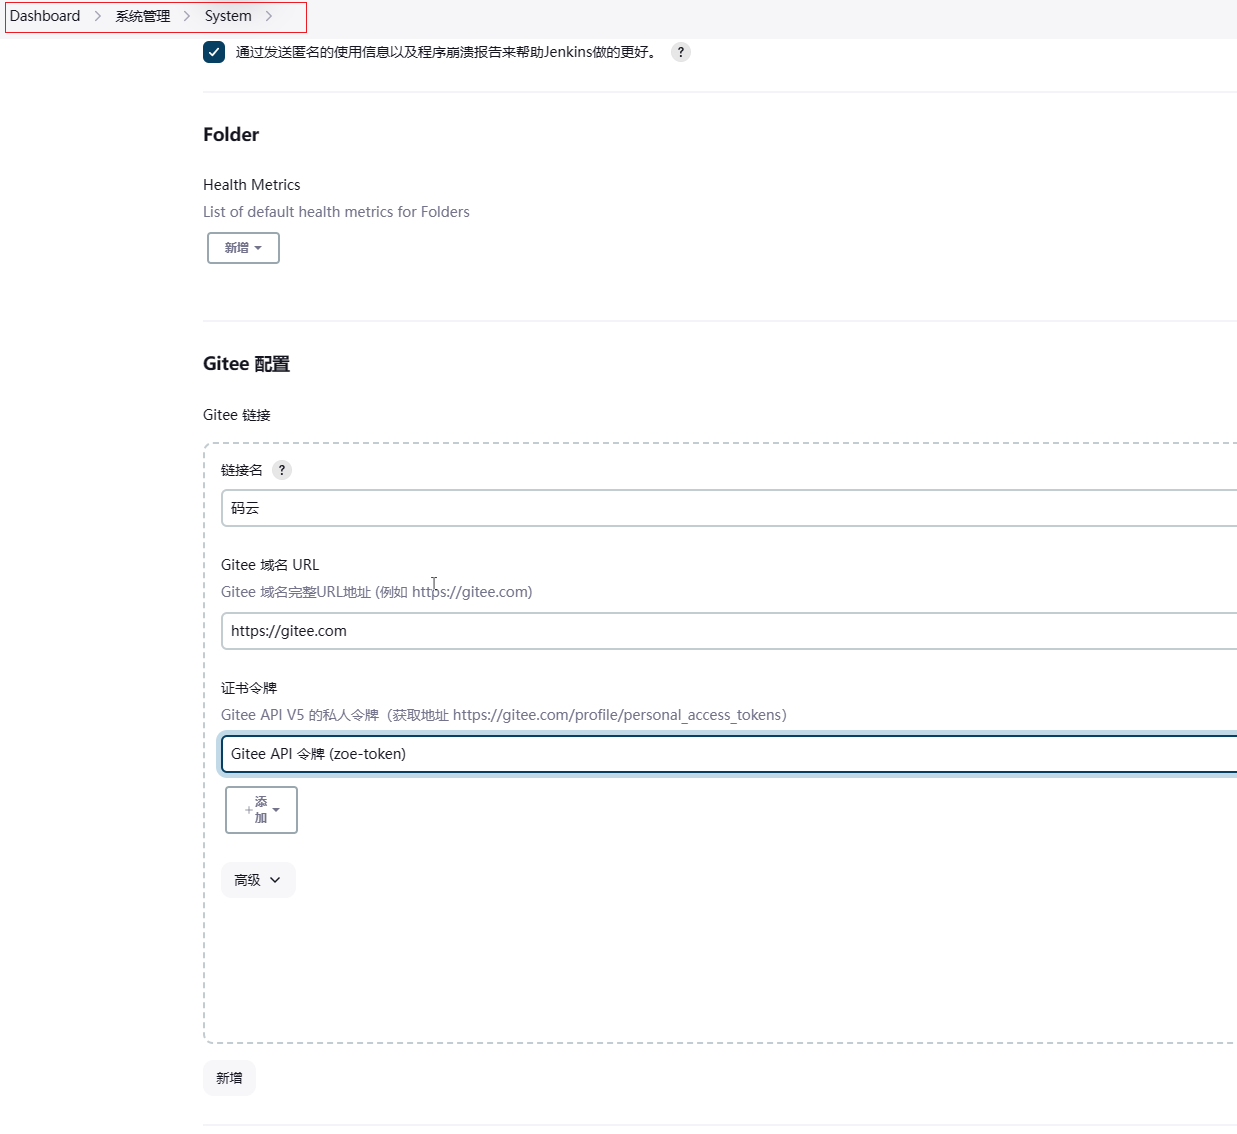 Dashboard > 系统管理 > System >
通过发送匿名的使用信息以及程序崩溃报告来帮助Jenkins做的更好。 ?
Folder
Health Metrics
List of default health metrics for Folders
新增
Gitee 配置
Gitee 链接
链接名 ?
码云
Gitee 域名 URL
Gitee 域名完整URL地址 (例如 https://gitee.com)
https://gitee.com
证书令牌
Gitee API V5 的私人令牌（获取地址 https://gitee.com/profile/personal_access_tokens）
Gitee API 令牌 (zoe-token)
+添
加
高级
新增